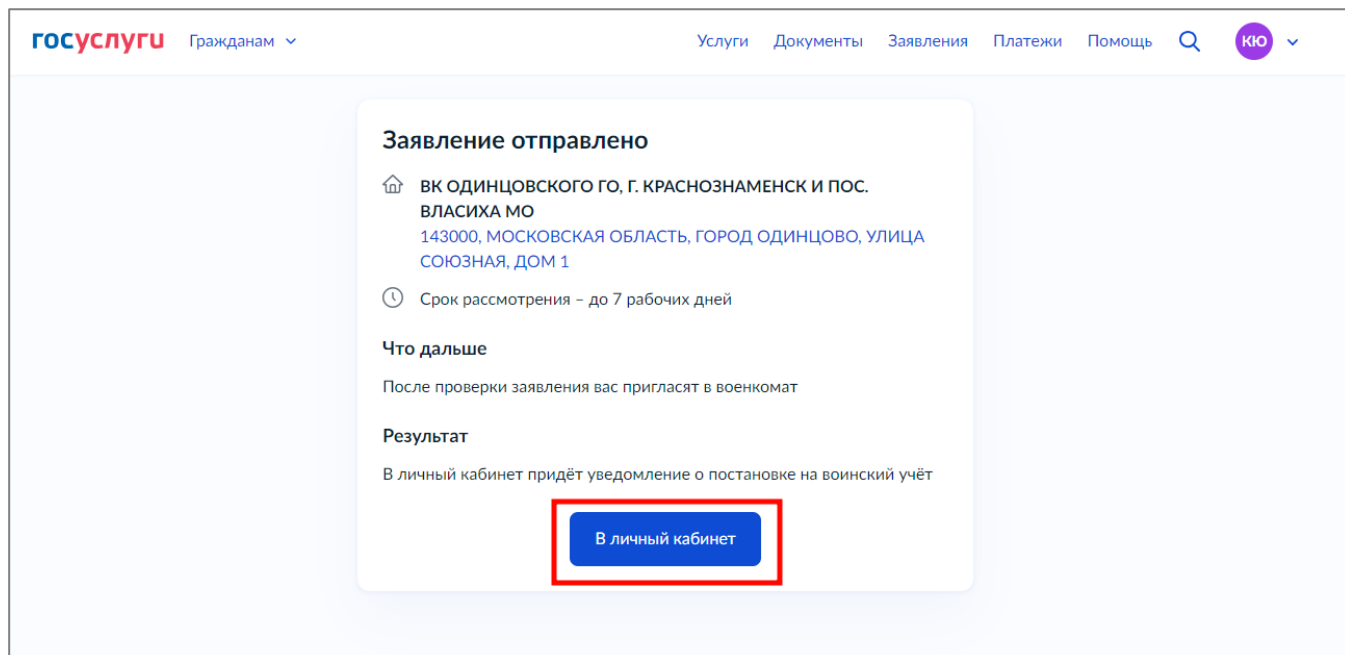 госуслуги Гражданам Услуги Документы Заявления Платежи Помощь КЮ
Заявление отправлено
ВК ОДИНЦОВСКОГО ГО, Г. КРАСНОЗНАМЕНСК И ПОС.
ВЛАСИХА МО
143000, МОСКОВСКАЯ ОБЛАСТЬ, ГОРОД ОДИНЦОВО, УЛИЦА
СОЮЗНАЯ, ДОМ 1
Срок рассмотрения – до 7 рабочих дней
Что дальше
После проверки заявления вас пригласят в военкомат
Результат
В личный кабинет придёт уведомление о постановке на воинский учёт
В личный кабинет